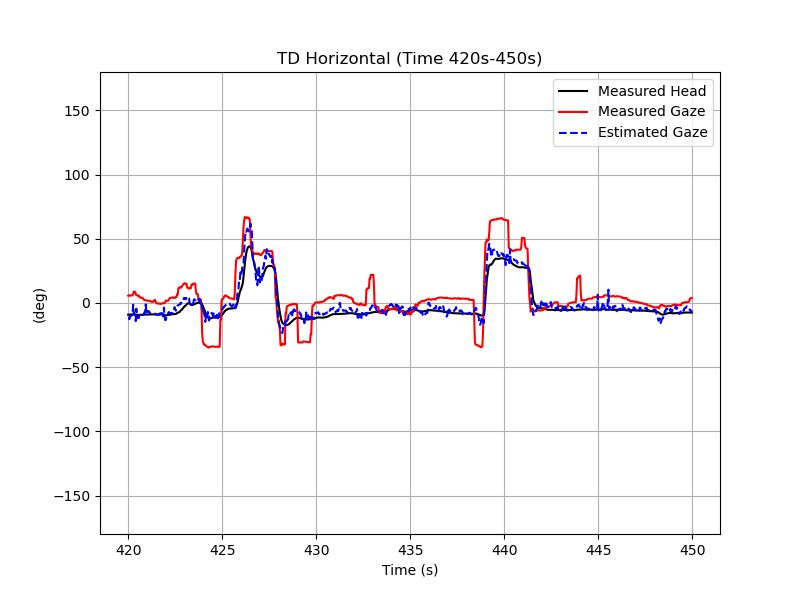 TD Horizontal (Time 420s-450s)
Measured Head
Measured Gaze
Estimated Gaze
150
100
50
0
−50
−100
−150
(deg)
420 425 430 435 440 445 450
Time (s)